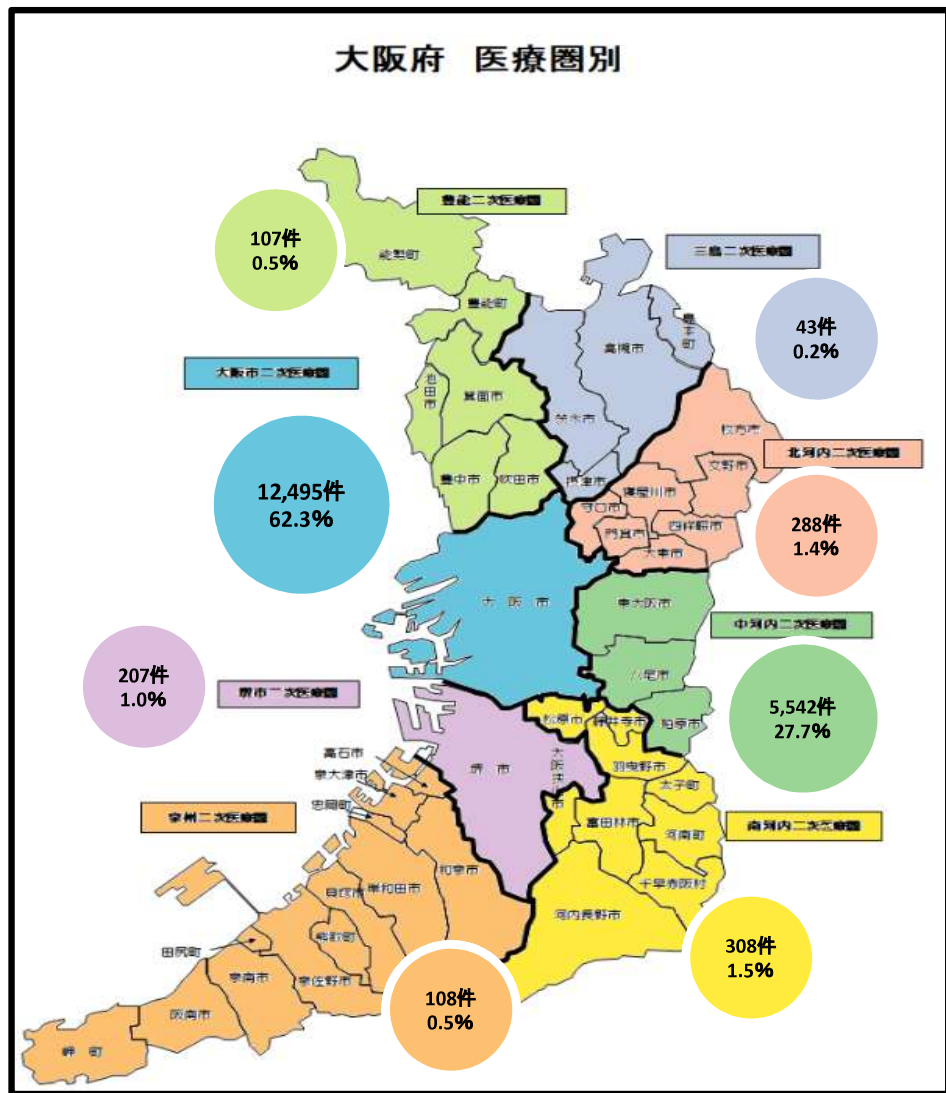 大阪府 医療圏別
豊能二次医療圏
107件
0.5%
能勢町
三島二次医療圏
豊能町
島本町
43件
0.2%
高槻市
大阪市二次医療圏
池田市
箕面市
茨木市
枚方市
北河内二次医療圏
交野市
豊中市
吹田市
摂津市
寝屋川市
12,495件
62.3%
守口市
門真市
四條畷市
288件
1.4%
大東市
大阪市
東大阪市
中河内二次医療圏
八尾市
207件
1.0%
堺市二次医療圏
5,542件
27.7%
柏原市
松原市
藤井寺市
高石市
泉大津市
堺市
大阪狭山市
羽曳野市
太子町
忠岡町
泉州二次医療圏
富田林市
河南町
南河内二次医療圏
和泉市
千早赤阪村
岸和田市
貝塚市
河内長野市
熊取町
田尻町
308件
1.5%
泉南市
泉佐野市
108件
0.5%
阪南市
岬町